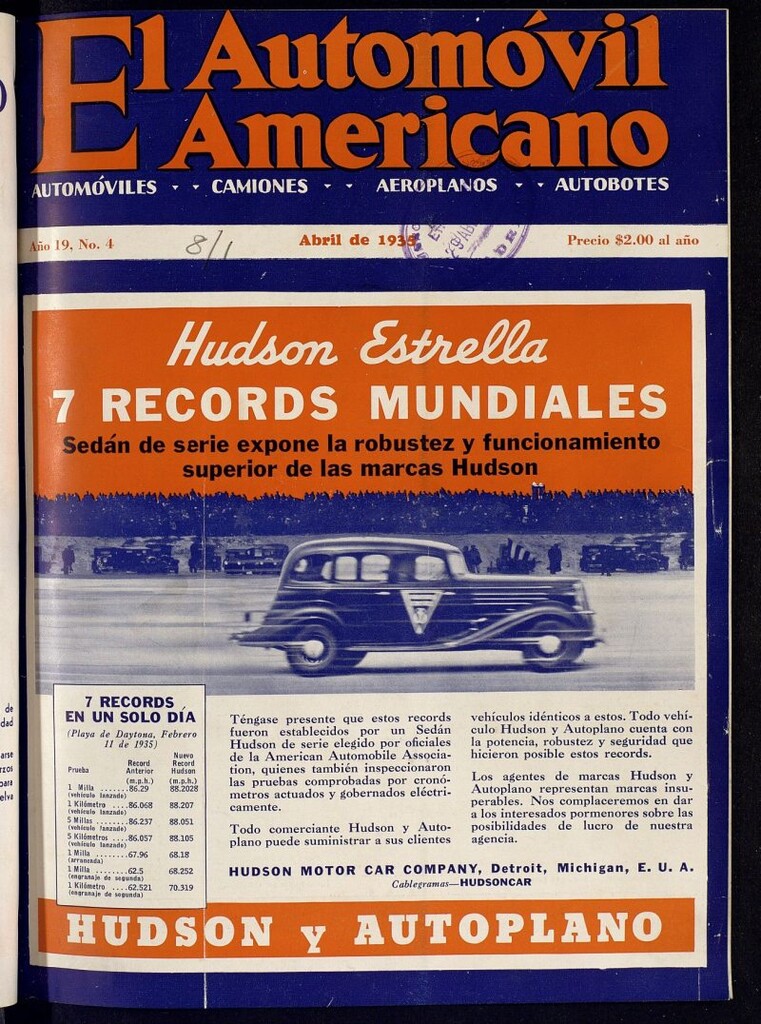 El Automóvil
Americano
AUTOMÓVILES - - CAMIONES - - AEROPLANOS - - AUTOBOTES
Año 19, No. 4
8/1
Abril de 1935
Precio $2.00 al año
Hudson Estrella
7 RECORDS MUNDIALES
Sedán de serie expone la robustez y funcionamiento
superior de las marcas Hudson
7 RECORDS
EN UN SOLO DÍA
(Playa de Daytona, Febrero
11 de 1935)
Prueba Record Anterior Nuevo Record Hudson
(m.p.h.) (m.p.h.)
1 Milla ......86.29 88.2028
(vehículo lanzado)
1 Kilómetro ....86.068 88.207
(vehículo lanzado)
5 Millas ......86.237 88.051
(vehículo lanzado)
5 Kilómetros ..86.057 88.105
(vehículo lanzado)
1 Milla .......67.96 68.18
(arrancada)
1 Milla .......62.5 68.252
(engranaje de segunda)
1 Kilómetro ....62.521 70.319
(engranaje de segunda)
Téngase presente que estos records
fueron establecidos por un Sedán
Hudson de serie elegido por oficiales
de la American Automobile Associa-
tion, quienes también inspeccionaron
las pruebas comprobadas por cronó-
metros actuados y gobernados eléctri-
camente.
Todo comerciante Hudson y Auto-
plano puede suministrar a sus clientes
vehículos idénticos a estos. Todo vehí-
culo Hudson y Autoplano cuenta con
la potencia, robustez y seguridad que
hicieron posible estos records.
Los agentes de marcas Hudson y
Autoplano representan marcas insu-
perables. Nos complaceremos en dar
a los interesados pormenores sobre las
posibilidades de lucro de nuestra
agencia.
HUDSON MOTOR CAR COMPANY, Detroit, Michigan, E. U. A.
Cablegramas—HUDSONCAR
HUDSON y AUTOPLANO